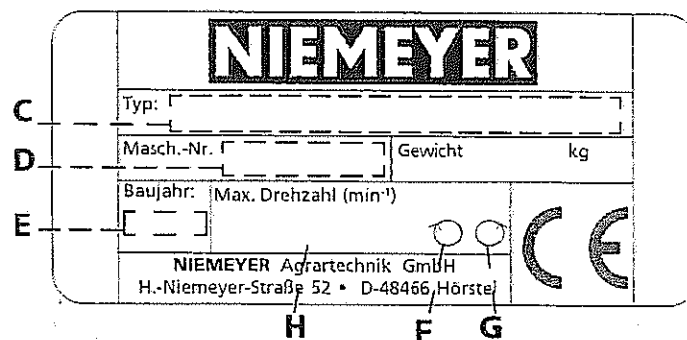 NIEMEYER
C Typ:
D Masch.-Nr. Gewicht kg
E Baujahr: Max. Drehzahl (min⁻¹)
CE
NIEMEYER Agrartechnik GmbH
H.-Niemeyer-Straße 52 • D-48466 Hörstel
H F G